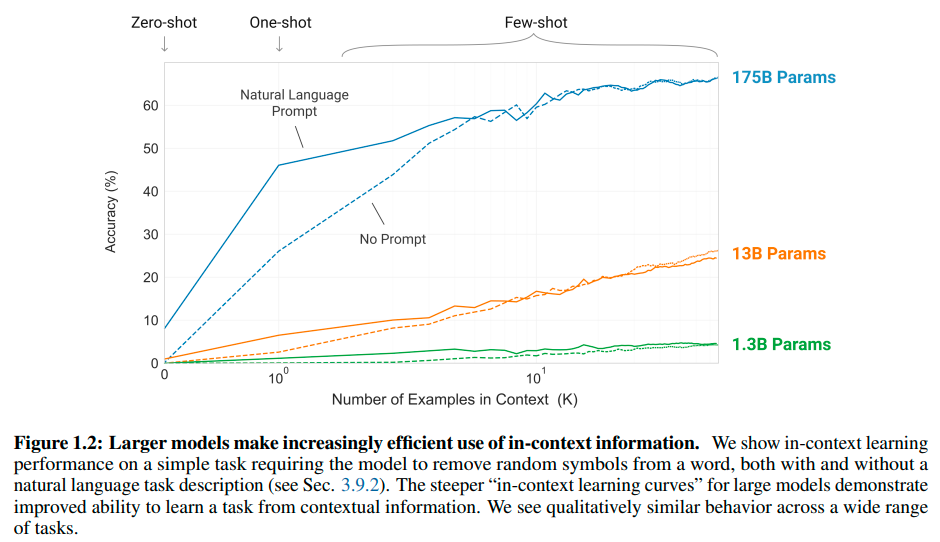 Zero-shot One-shot Few-shot
175B Params
Natural Language
Prompt
No Prompt
13B Params
1.3B Params
Accuracy (%)
60
50
40
30
20
10
0
0 10⁰ 10¹
Number of Examples in Context (K)
Figure 1.2: Larger models make increasingly efficient use of in-context information. We show in-context learning
performance on a simple task requiring the model to remove random symbols from a word, both with and without a
natural language task description (see Sec. 3.9.2). The steeper “in-context learning curves” for large models demonstrate
improved ability to learn a task from contextual information. We see qualitatively similar behavior across a wide range
of tasks.